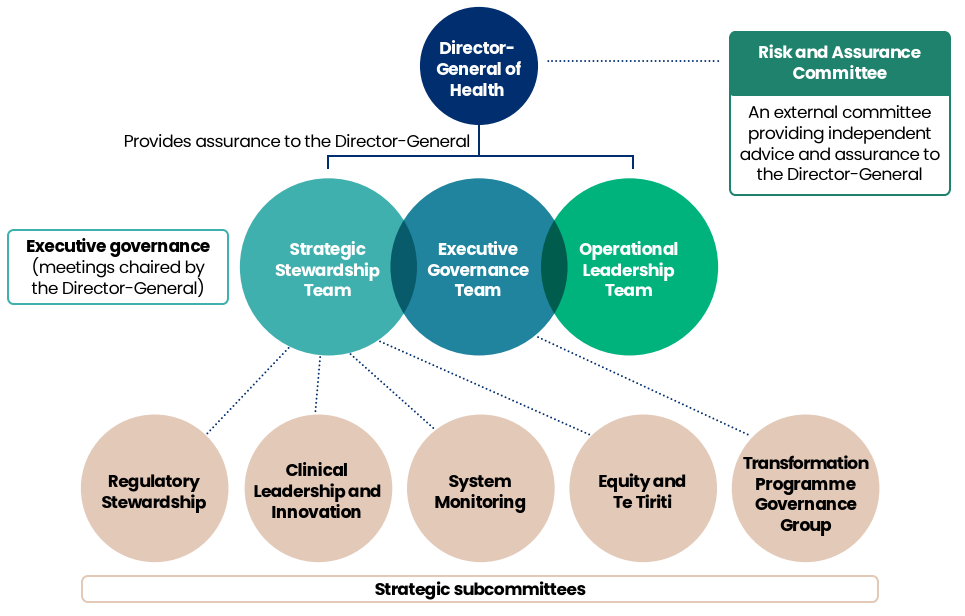 Director-
General of
Health
Risk and Assurance
Committee
An external committee
providing independent
advice and assurance to
the Director-General
Provides assurance to the Director-General
Executive governance
(meetings chaired by
the Director-General)
Strategic
Stewardship
Team
Executive
Governance
Team
Operational
Leadership
Team
Regulatory
Stewardship
Clinical
Leadership and
Innovation
System
Monitoring
Equity and
Te Tiriti
Transformation
Programme
Governance
Group
Strategic subcommittees